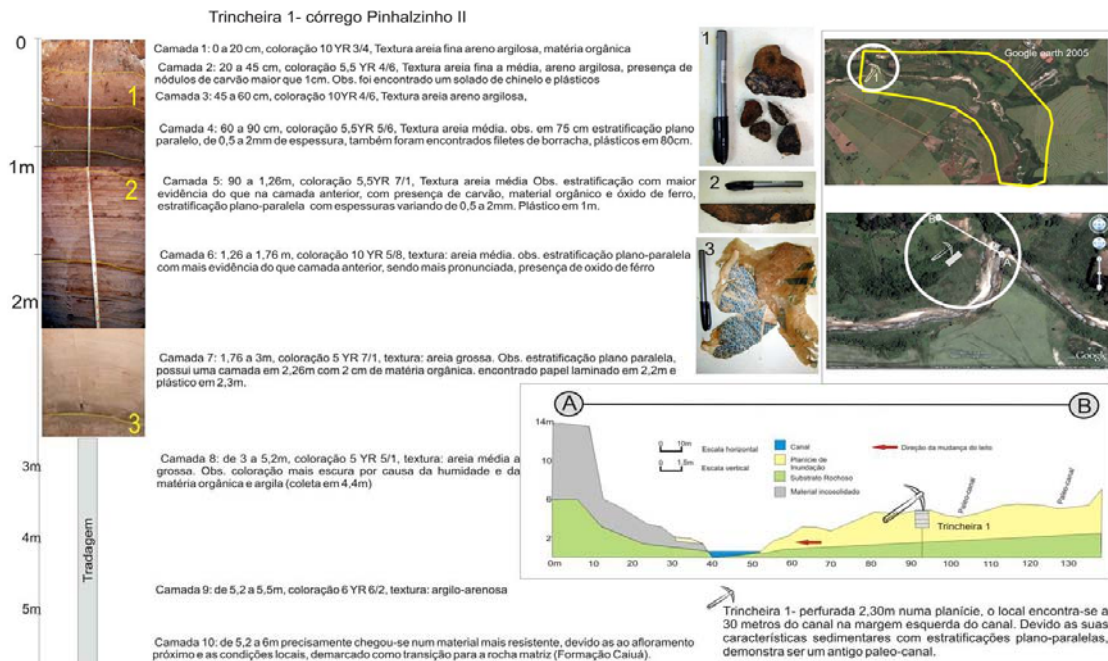 Trincheira 1- córrego Pinhalzinho II
0
1m
2m
3m
4m
5m
1
2
3
Tradagem
Camada 1: 0 a 20 cm, coloração 10 YR 3/4, Textura areia fina areno argilosa, matéria orgânica
Camada 2: 20 a 45 cm, coloração 5,5 YR 4/6, Textura areia fina a média, areno argilosa, presença de
nódulos de carvão maior que 1cm. Obs. foi encontrado um solado de chinelo e plásticos
Camada 3: 45 a 60 cm, coloração 10YR 4/6, Textura areia areno argilosa,
Camada 4: 60 a 90 cm, coloração 5,5YR 5/6, Textura areia média. obs. em 75 cm estratificação plano
paralelo, de 0,5 a 2mm de espessura, também foram encontrados filetes de borracha, plásticos em 80cm.
Camada 5: 90 a 1,26m, coloração 5,5YR 7/1, Textura areia média Obs. estratificação com maior
evidência do que na camada anterior, com presença de carvão, material orgânico e óxido de ferro,
estratificação plano-paralela com espessuras variando de 0,5 a 2mm. Plástico em 1m.
Camada 6: 1,26 a 1,76 m, coloração 10 YR 5/8, textura: areia média. obs. estratificação plano-paralela
com mais evidência do que camada anterior, sendo mais pronunciada, presença de oxido de férro
Camada 7: 1,76 a 3m, coloração 5 YR 7/1, textura: areia grossa. Obs. estratificação plano paralela,
possui uma camada em 2,26m com 2 cm de matéria orgânica. encontrado papel laminado em 2,2m e
plástico em 2,3m.
Camada 8: de 3 a 5,2m, coloração 5 YR 5/1, textura: areia média a
grossa. Obs. coloração mais escura por causa da humidade e da
matéria orgânica e argila (coleta em 4,4m)
Camada 9: de 5,2 a 5,5m, coloração 6 YR 6/2, textura: argilo-arenosa
Camada 10: de 5,2 a 6m precisamente chegou-se num material mais resistente, devido as ao afloramento
próximo e as condições locais, demarcado como transição para a rocha matriz (Formação Caiuá).
1
2
3
Google earth 2005
A
B
A
Google
A
B
14m
10
6
2
0m 10 20 30 40 50 60 70 80 90 100 110 120 130
0 10m
Escala horizontal
0 1,5m
Escala vertical
Canal
Planície de
Inundação
Substrato Rochoso
Material incosolidado
Direção da mudança do leito
Trincheira 1
Paleo-canal
Paleo-canal
Trincheira 1- perfurada 2,30m numa planície, o local encontra-se a
30 metros do canal na margem esquerda do canal. Devido as suas
características sedimentares com estratificações plano-paralelas,
demonstra ser um antigo paleo-canal.